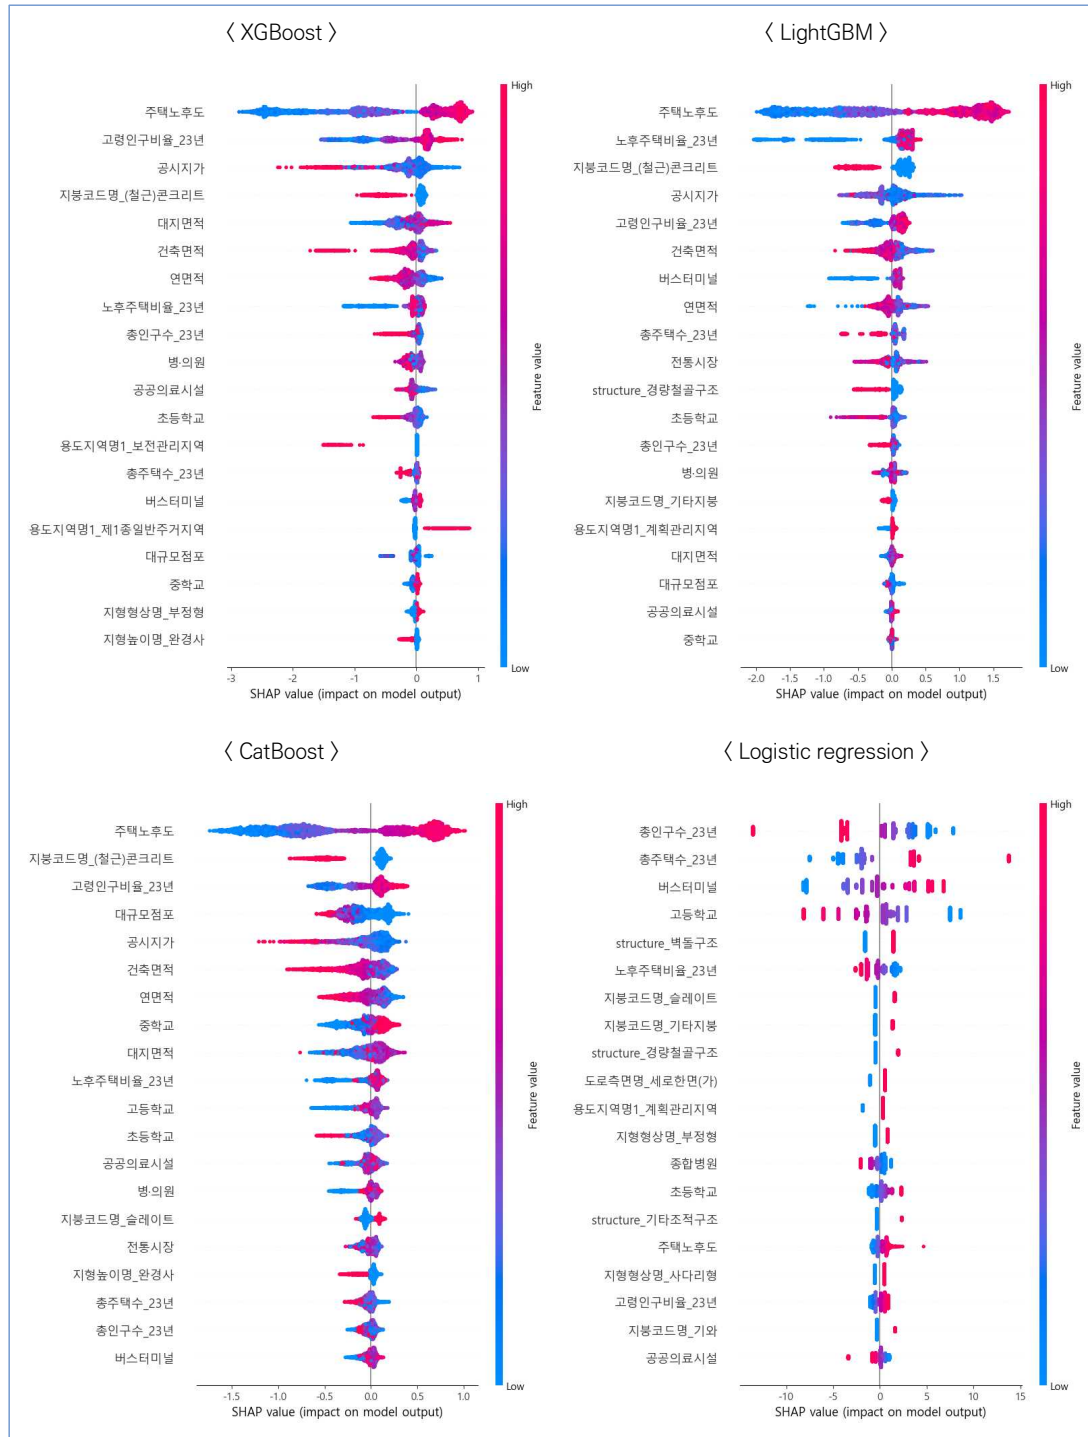 〈 XGBoost 〉
High
주택노후도
고령인구비율_23년
공시지가
지붕코드명_(철근)콘크리트
대지면적
건축면적
연면적
노후주택비율_23년
총인구수_23년
병·의원
공공의료시설
초등학교
용도지역명1_보전관리지역
총주택수_23년
버스터미널
용도지역명1_제1종일반주거지역
대규모점포
중학교
지형형상명_부정형
지형높이명_완경사
Feature value
Low
-3 -2 -1 0 1
SHAP value (impact on model output)
〈 LightGBM 〉
High
주택노후도
노후주택비율_23년
지붕코드명_(철근)콘크리트
공시지가
고령인구비율_23년
건축면적
버스터미널
연면적
총주택수_23년
전통시장
structure_경량철골구조
초등학교
총인구수_23년
병·의원
지붕코드명_기타지붕
용도지역명1_계획관리지역
대지면적
대규모점포
공공의료시설
중학교
Feature value
Low
-2.0 -1.5 -1.0 -0.5 0.0 0.5 1.0 1.5
SHAP value (impact on model output)
〈 CatBoost 〉
High
주택노후도
지붕코드명_(철근)콘크리트
고령인구비율_23년
대규모점포
공시지가
건축면적
연면적
중학교
대지면적
노후주택비율_23년
고등학교
초등학교
공공의료시설
병·의원
지붕코드명_슬레이트
전통시장
지형높이명_완경사
총주택수_23년
총인구수_23년
버스터미널
Feature value
Low
-1.5 -1.0 -0.5 0.0 0.5 1.0
SHAP value (impact on model output)
〈 Logistic regression 〉
High
총인구수_23년
총주택수_23년
버스터미널
고등학교
structure_벽돌구조
노후주택비율_23년
지붕코드명_슬레이트
지붕코드명_기타지붕
structure_경량철골구조
도로측면명_세로한면(가)
용도지역명1_계획관리지역
지형형상명_부정형
종합병원
초등학교
structure_기타조적구조
주택노후도
지형형상명_사다리형
고령인구비율_23년
지붕코드명_기와
공공의료시설
Feature value
Low
-10 -5 0 5 10 15
SHAP value (impact on model output)